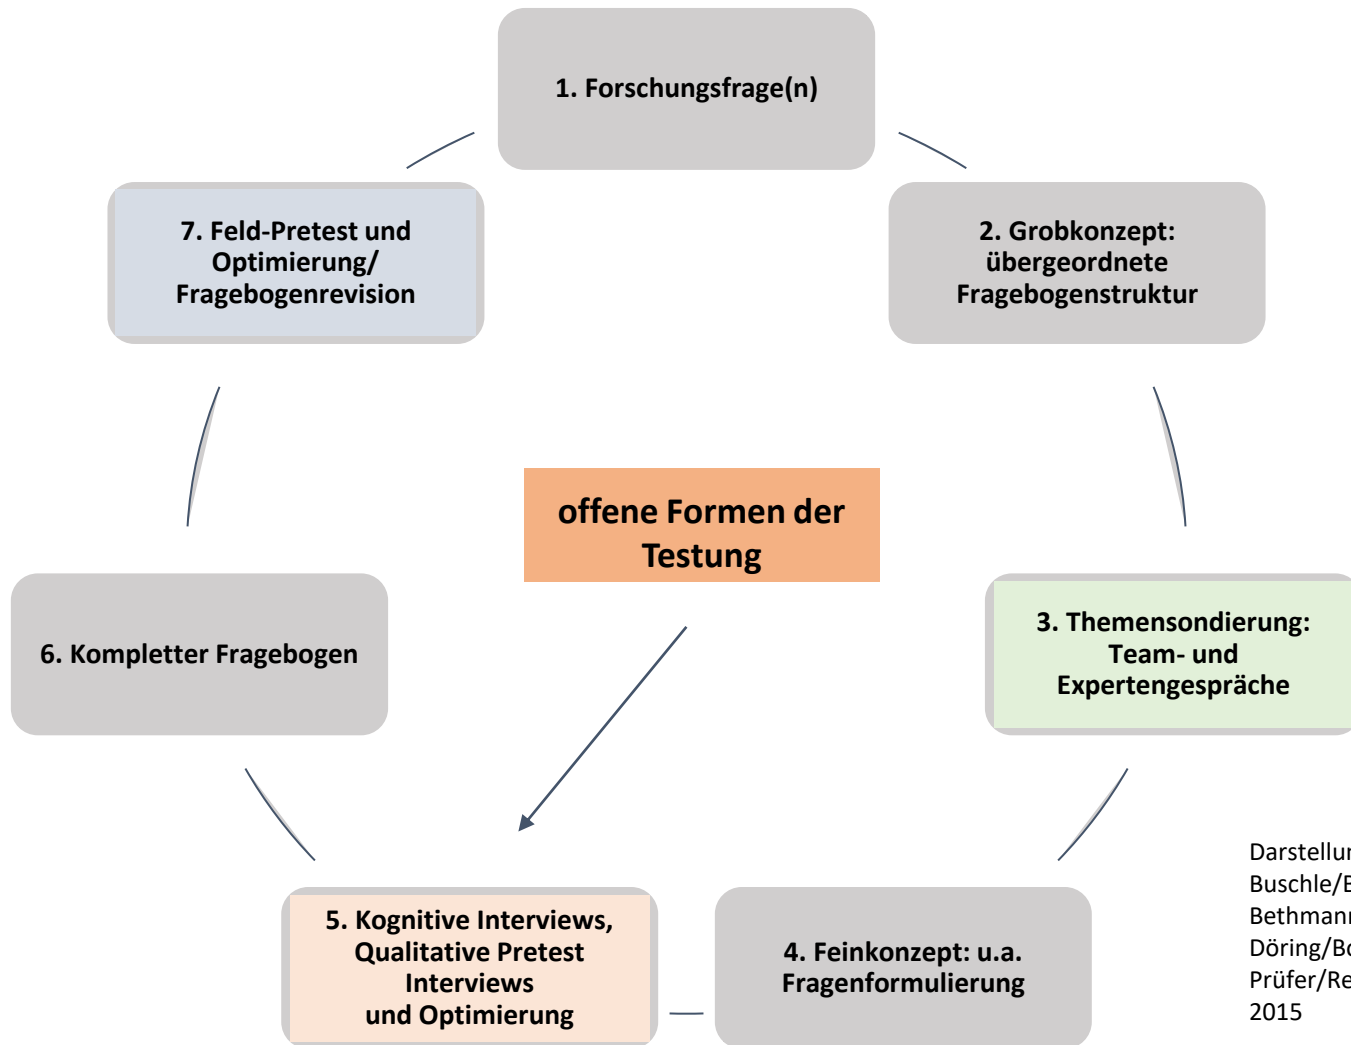 1. Forschungsfrage(n)
2. Grobkonzept:
übergeordnete
Fragebogenstruktur
3. Themensondierung:
Team- und
Expertengespräche
4. Feinkonzept: u.a.
Fragenformulierung
5. Kognitive Interviews,
Qualitative Pretest
Interviews
und Optimierung
6. Kompletter Fragebogen
7. Feld-Pretest und
Optimierung/
Fragebogenrevision
offene Formen der
Testung
2015